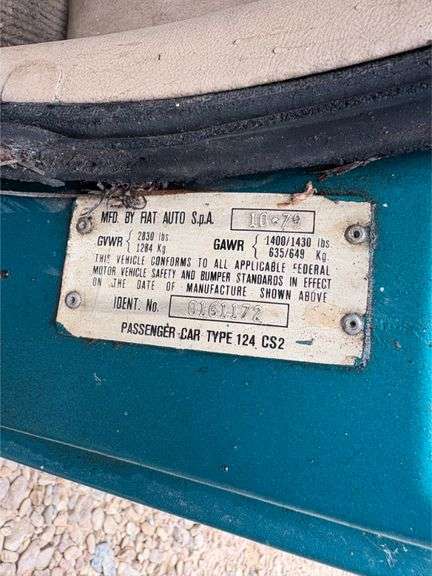 MFD. BY FIAT AUTO S.p.A. 10-79
GVWR 2830 lbs. 1284 Kg. GAWR 1400/1430 lbs 635/649 Kg.
THIS VEHICLE CONFORMS TO ALL APPLICABLE FEDERAL
MOTOR VEHICLE SAFETY AND BUMPER STANDARDS IN EFFECT
ON THE DATE OF MANUFACTURE SHOWN ABOVE
IDENT. No. 0161172
PASSENGER CAR TYPE 124 CS2